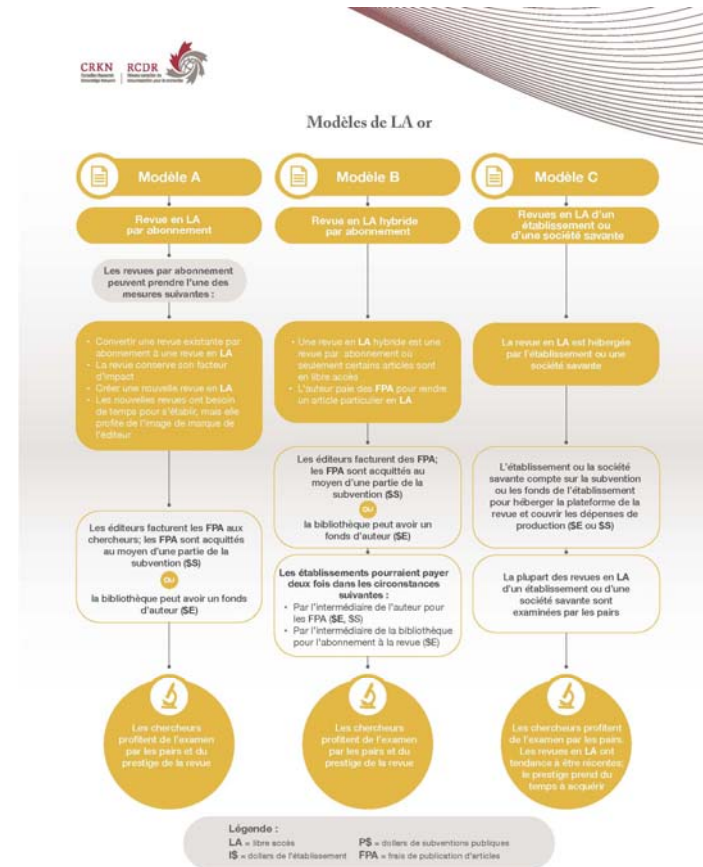 CRKN
RCDR
Modèles de LA or
Modèle A
Revue en LA
par abonnement
Les revues par abonnement
peuvent prendre l'une des
mesures suivantes :
• Convertir une revue existante par
abonnement à une revue en LA
• La revue conserve son facteur
d'impact
• Créer une nouvelle revue en LA
• Les nouvelles revues ont besoin
de temps pour s'établir, mais elle
profite de l'image de marque de
l'éditeur
Les éditeurs facturent les FPA aux
chercheurs; les FPA sont acquittés
au moyen d'une partie de la
subvention ($S)
OU
la bibliothèque peut avoir un fonds
d'auteur ($E)
Les chercheurs
profitent de l'examen
par les pairs et du
prestige de la revue
Modèle B
Revue en LA hybride
par abonnement
• Une revue en LA hybride est une
revue par abonnement où
seulement certains articles sont
en libre accès
• L'auteur paie des FPA pour rendre
un article particulier en LA
Les éditeurs facturent des FPA;
les FPA sont acquittés au
moyen d'une partie de la
subvention ($S)
OU
la bibliothèque peut avoir un
fonds d'auteur ($E)
Les établissements pourraient payer
deux fois dans les circonstances
suivantes :
• Par l'intermédiaire de l'auteur pour
les FPA ($E, $S)
• Par l'intermédiaire de la bibliothèque
pour l'abonnement à la revue ($E)
Les chercheurs
profitent de l'examen
par les pairs et du
prestige de la revue
Modèle C
Revues en LA d'un
établissement ou
d'une société savante
La revue en LA est hébergée
par l'établissement ou une
société savante
L'établissement ou la société
savante compte sur la subvention
ou les fonds de l'établissement
pour héberger la plateforme de la
revue et couvrir les dépenses de
production ($E ou $S)
La plupart des revues en LA
d'un établissement ou d'une
société savante sont
examinées par les pairs
Les chercheurs profitent
de l'examen par les pairs.
Les revues en LA ont
tendance à être récentes;
le prestige prend du
temps à acquérir
Légende :
LA = libre accès
P$ = dollars de subventions publiques
I$ = dollars de l'établissement
FPA = frais de publication d'articles